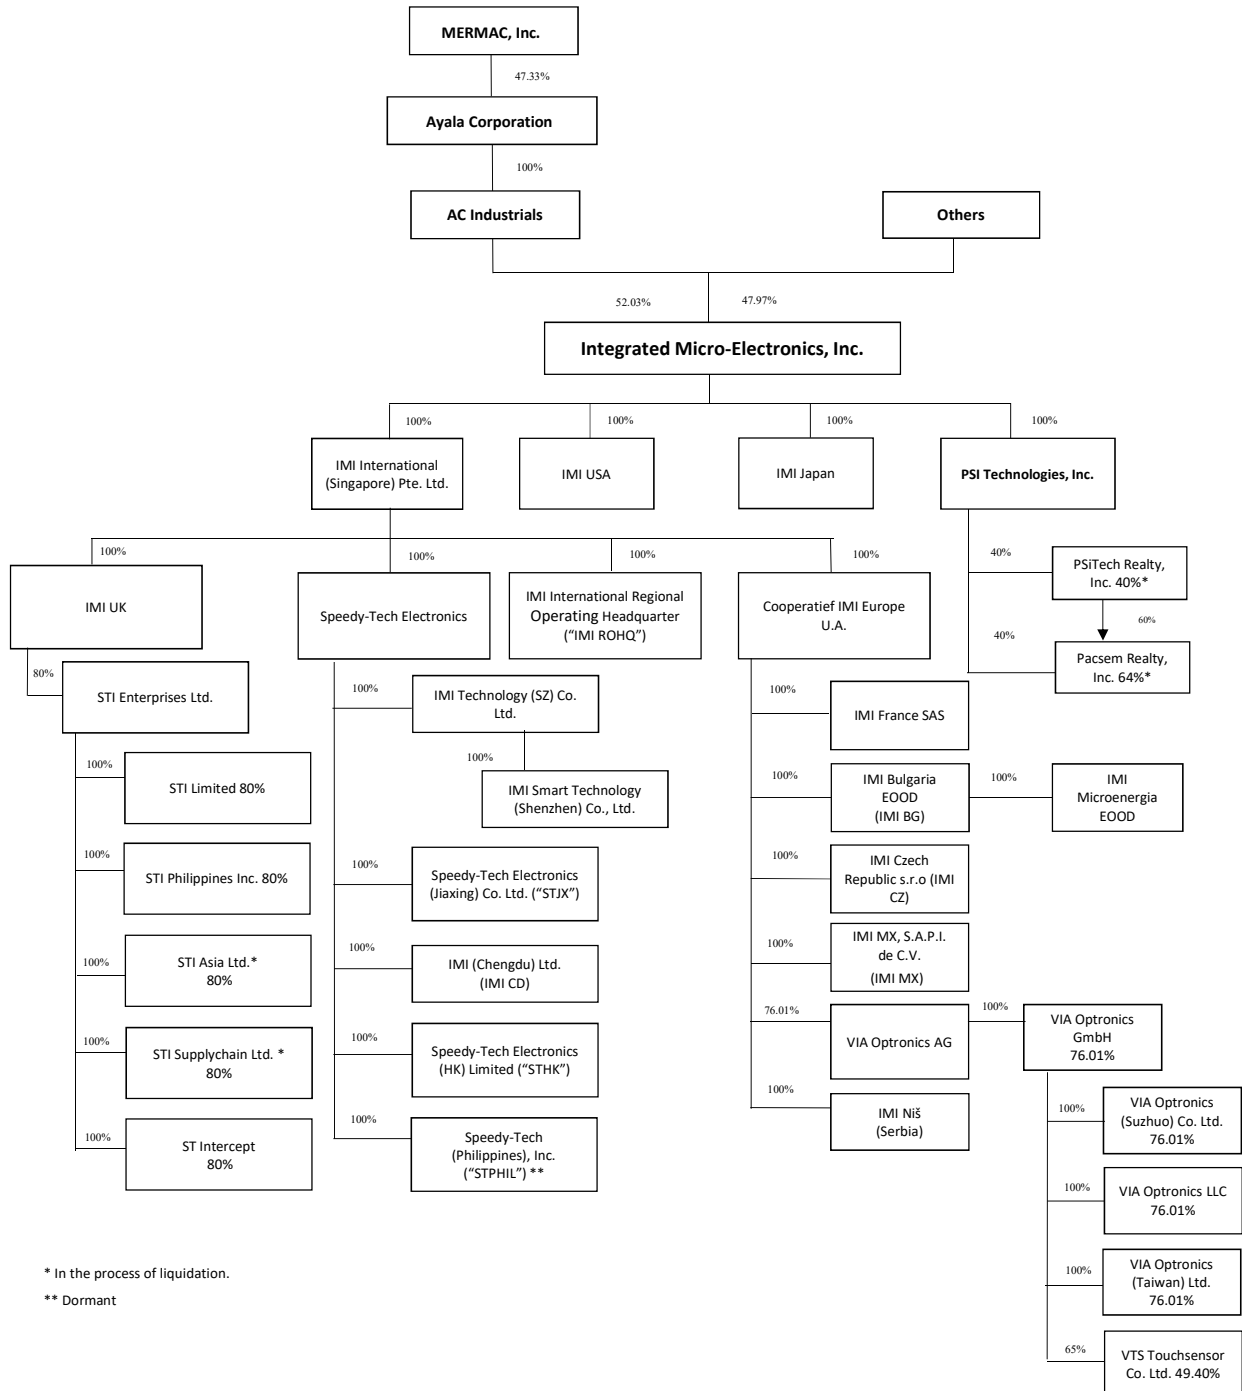 MERMAC, Inc.
47.33%
Ayala Corporation
100%
AC Industrials
Others
52.03%
47.97%
Integrated Micro-Electronics, Inc.
100%
100%
100%
100%
IMI International
(Singapore) Pte. Ltd.
IMI USA
IMI Japan
PSI Technologies, Inc.
100%
100%
100%
100%
IMI UK
Speedy-Tech Electronics
IMI International Regional
Operating Headquarter
(“IMI ROHQ”)
Cooperatief IMI Europe
U.A.
40%
PSiTech Realty,
Inc. 40%*
60%
40%
Pacsem Realty,
Inc. 64%*
80%
STI Enterprises Ltd.
100%
STI Limited 80%
100%
STI Philippines Inc. 80%
100%
STI Asia Ltd.*
80%
100%
STI Supplychain Ltd. *
80%
100%
ST Intercept
80%
100%
IMI Technology (SZ) Co.
Ltd.
100%
IMI Smart Technology
(Shenzhen) Co., Ltd.
100%
Speedy-Tech Electronics
(Jiaxing) Co. Ltd. (“STJX”)
100%
IMI (Chengdu) Ltd.
(IMI CD)
100%
Speedy-Tech Electronics
(HK) Limited (“STHK”)
100%
Speedy-Tech
(Philippines), Inc.
(“STPHIL”) **
100%
IMI France SAS
100%
IMI Bulgaria
EOOD
(IMI BG)
100%
IMI
Microenergia
EOOD
100%
IMI Czech
Republic s.r.o (IMI
CZ)
100%
IMI MX, S.A.P.I.
de C.V.
(IMI MX)
76.01%
VIA Optronics AG
100%
VIA Optronics
GmbH
76.01%
100%
IMI Niš
(Serbia)
100%
VIA Optronics
(Suzhuo) Co. Ltd.
76.01%
100%
VIA Optronics LLC
76.01%
100%
VIA Optronics
(Taiwan) Ltd.
76.01%
65%
VTS Touchsensor
Co. Ltd. 49.40%
* In the process of liquidation.
** Dormant